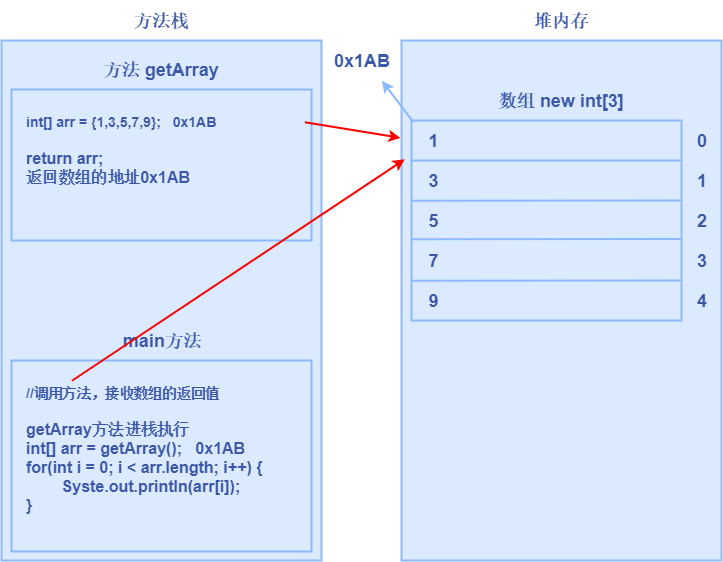 方法栈
方法 getArray
int[] arr = {1,3,5,7,9};   0x1AB
return arr;
返回数组的地址0x1AB
main方法
//调用方法，接收数组的返回值
getArray方法进栈执行
int[] arr = getArray();   0x1AB
for(int i = 0; i < arr.length; i++) {
Syste.out.println(arr[i]);
}
堆内存
0x1AB
数组 new int[3]
1 0
3 1
5 2
7 3
9 4